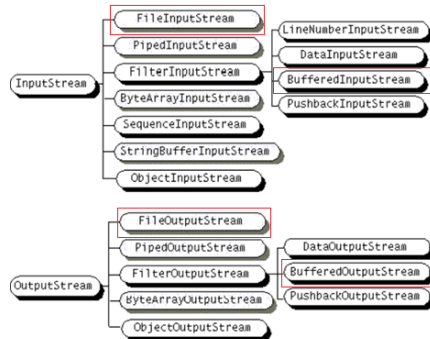 FileInputStream
PipedInputStream
FilterInputStream
ByteArrayInputStream
SequenceInputStream
StringBufferInputStream
ObjectInputStream
InputStream
LineNumberInputStream
DataInputStream
BufferedInputStream
PushbackInputStream
FileOutputStream
PipedOutputStream
FilterOutputStream
ByteArrayOutputStream
ObjectOutputStream
OutputStream
DataOutputStream
BufferedOutputStream
PushbackOutputStream